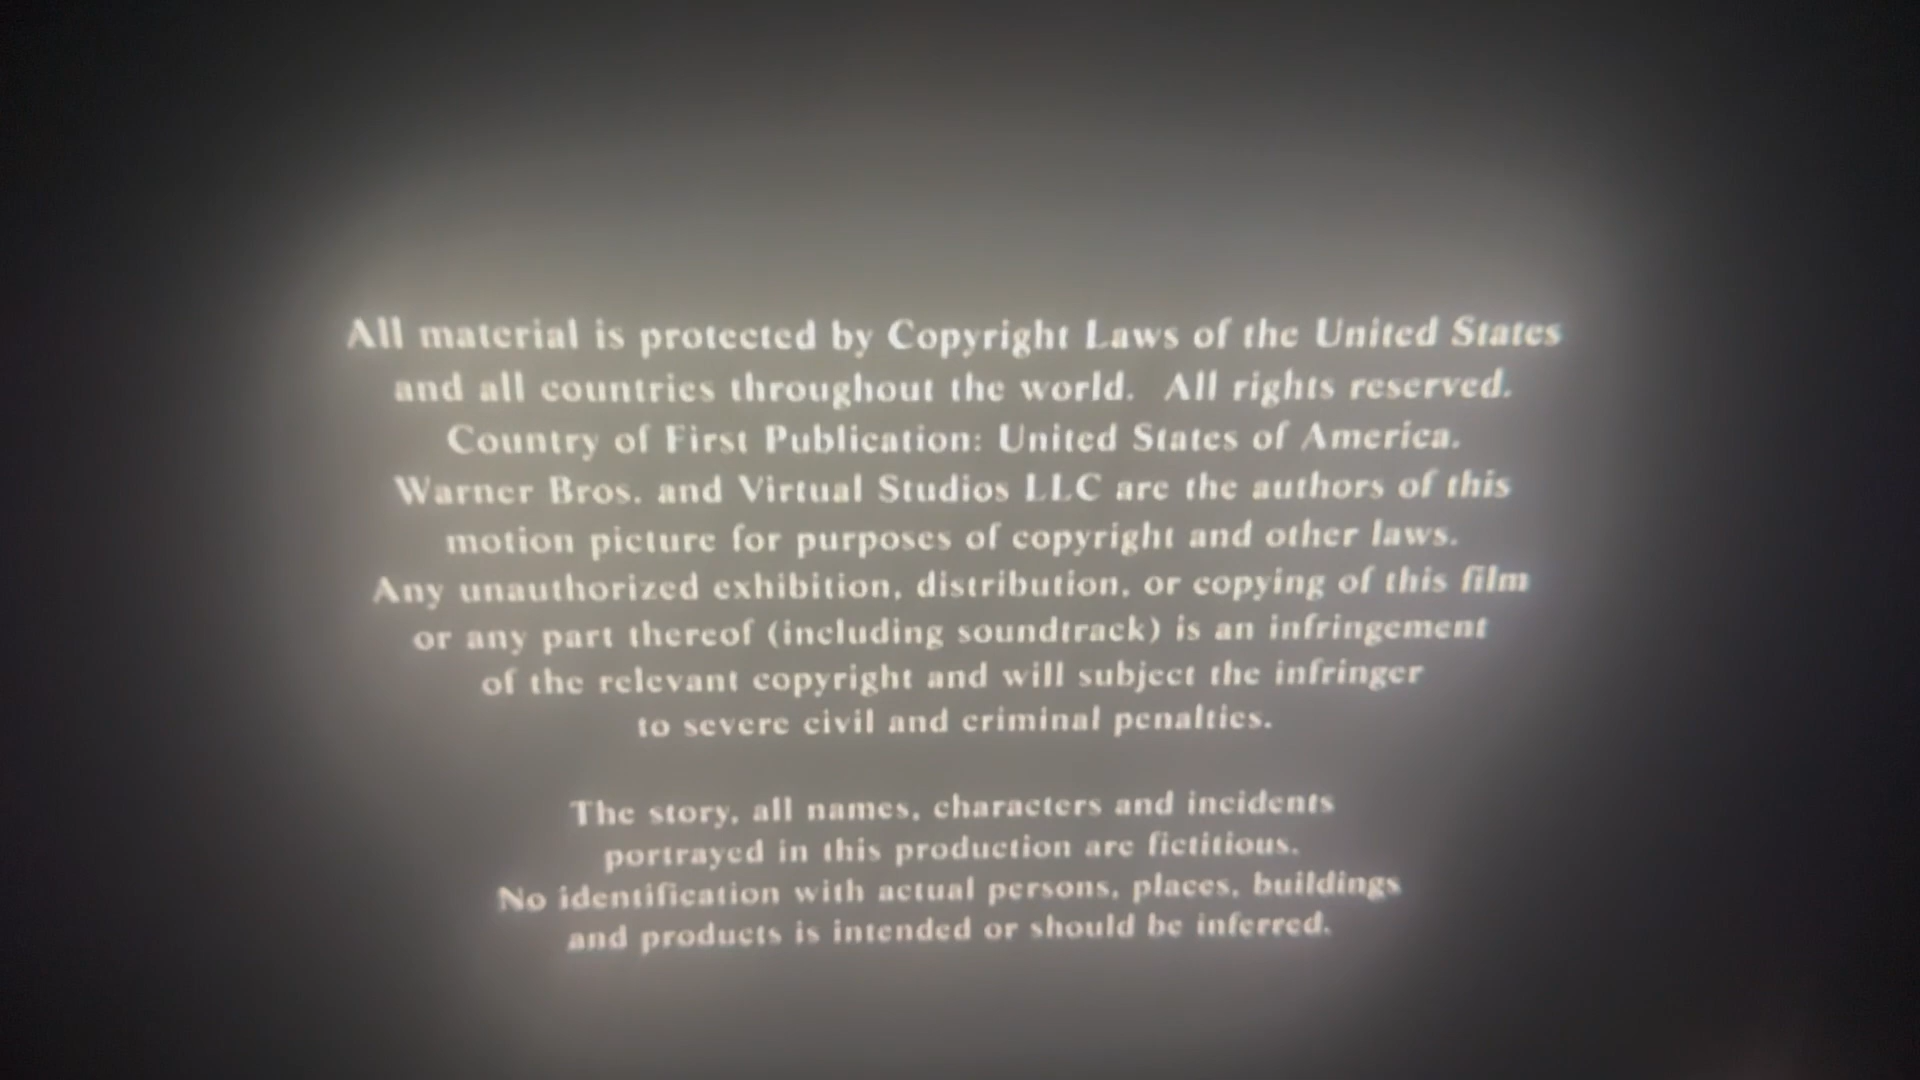 All material is protected by Copyright Laws of the United States
and all countries throughout the world. All rights reserved.
Country of First Publication: United States of America.
Warner Bros. and Virtual Studios LLC are the authors of this
motion picture for purposes of copyright and other laws.
Any unauthorized exhibition, distribution, or copying of this film
or any part thereof (including soundtrack) is an infringement
of the relevant copyright and will subject the infringer
to severe civil and criminal penalties.
The story, all names, characters and incidents
portrayed in this production are fictitious.
No identification with actual persons, places, buildings
and products is intended or should be inferred.